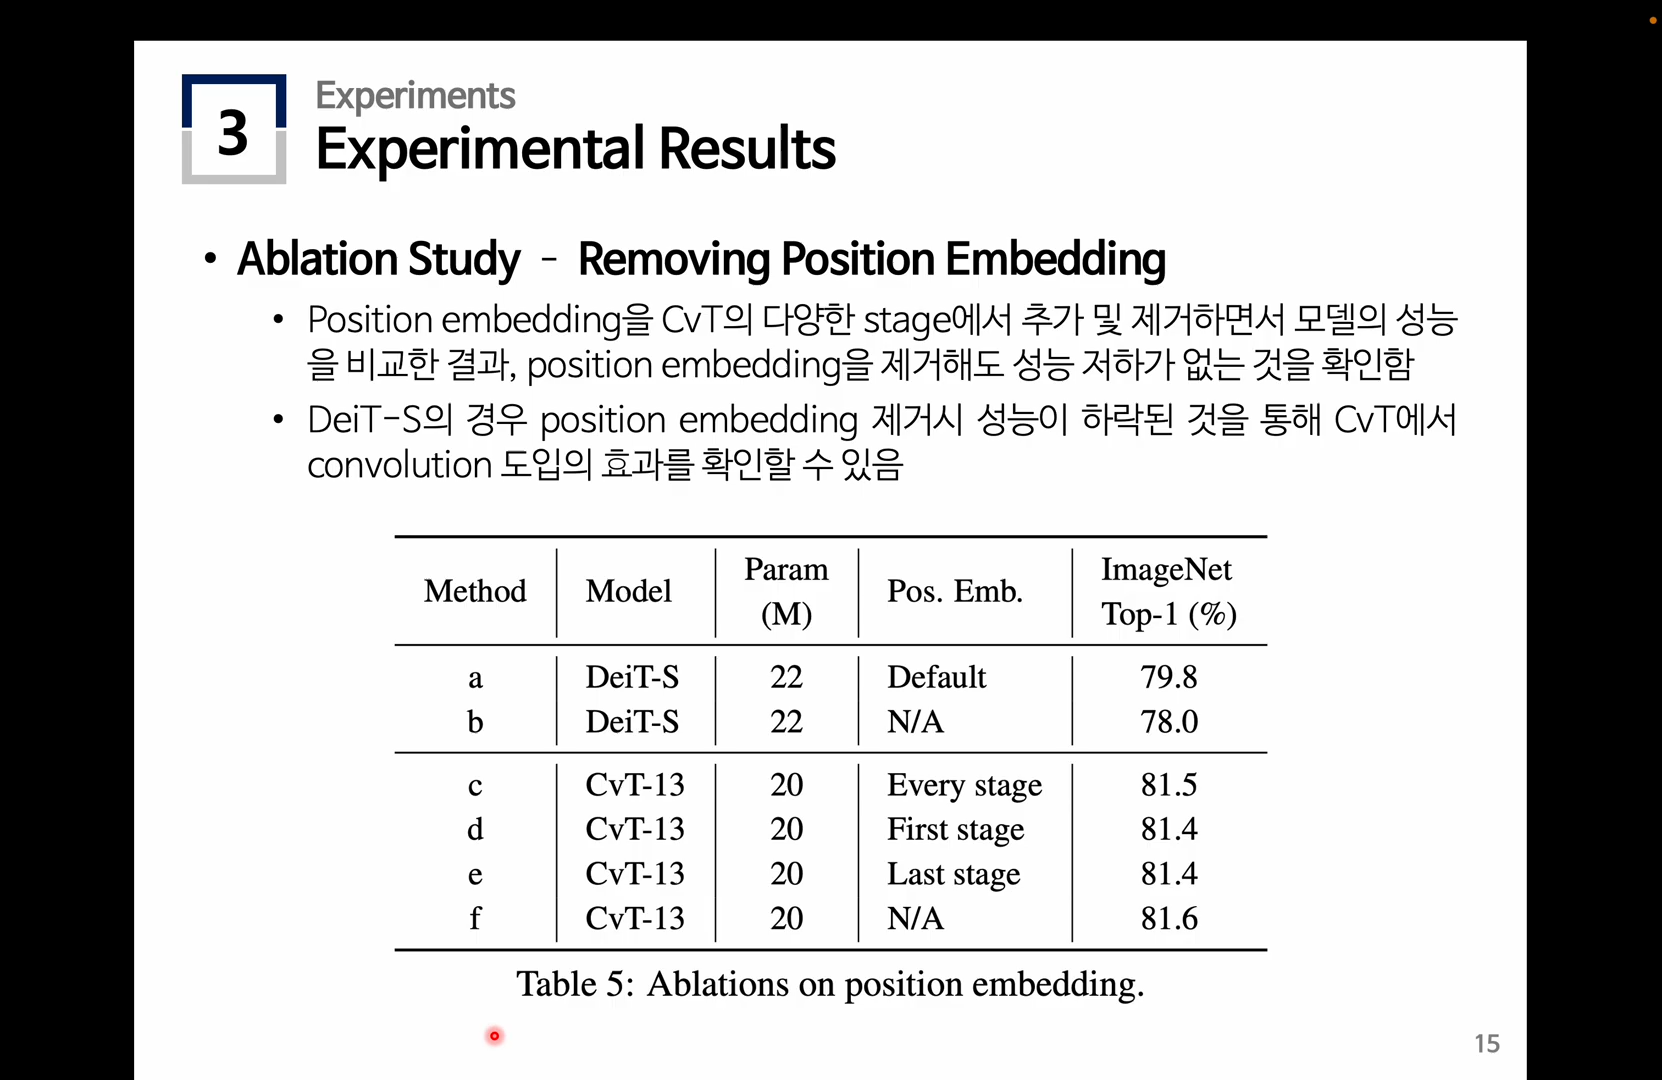 3
Experiments
Experimental Results
• Ablation Study - Removing Position Embedding
• Position embedding을 CvT의 다양한 stage에서 추가 및 제거하면서 모델의 성능
을 비교한 결과, position embedding을 제거해도 성능 저하가 없는 것을 확인함
• DeiT-S의 경우 position embedding 제거시 성능이 하락된 것을 통해 CvT에서
convolution 도입의 효과를 확인할 수 있음
Method Model Param (M) Pos. Emb. ImageNet Top-1 (%)
a DeiT-S 22 Default 79.8
b DeiT-S 22 N/A 78.0
c CvT-13 20 Every stage 81.5
d CvT-13 20 First stage 81.4
e CvT-13 20 Last stage 81.4
f CvT-13 20 N/A 81.6
Table 5: Ablations on position embedding.
15